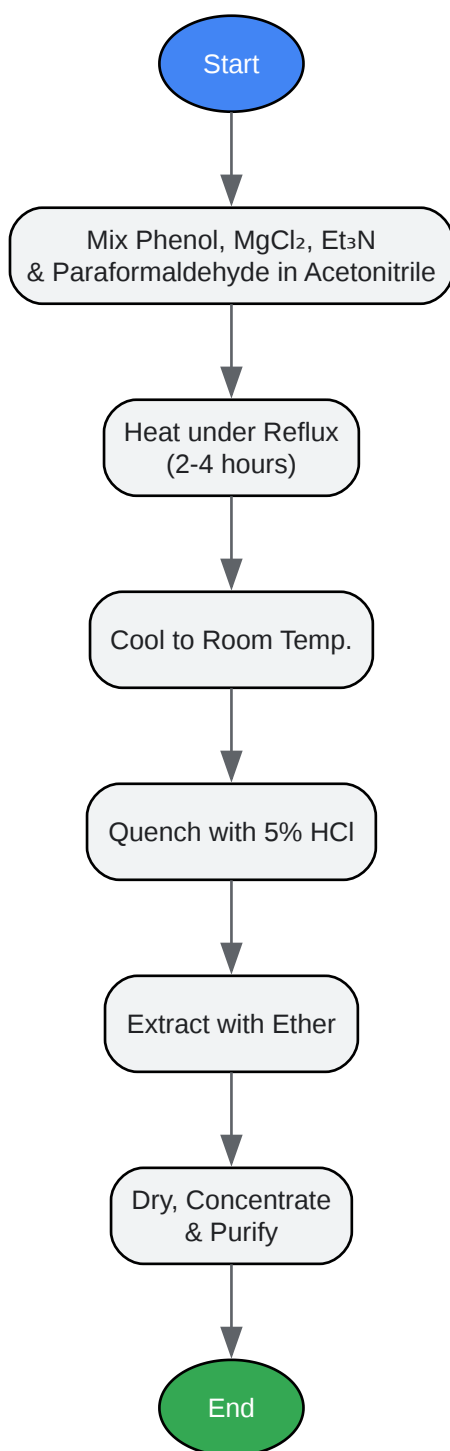 Start
Mix Phenol, MgCl₂, Et₃N
& Paraformaldehyde in Acetonitrile
Heat under Reflux
(2-4 hours)
Cool to Room Temp.
Quench with 5% HCl
Extract with Ether
Dry, Concentrate
& Purify
End